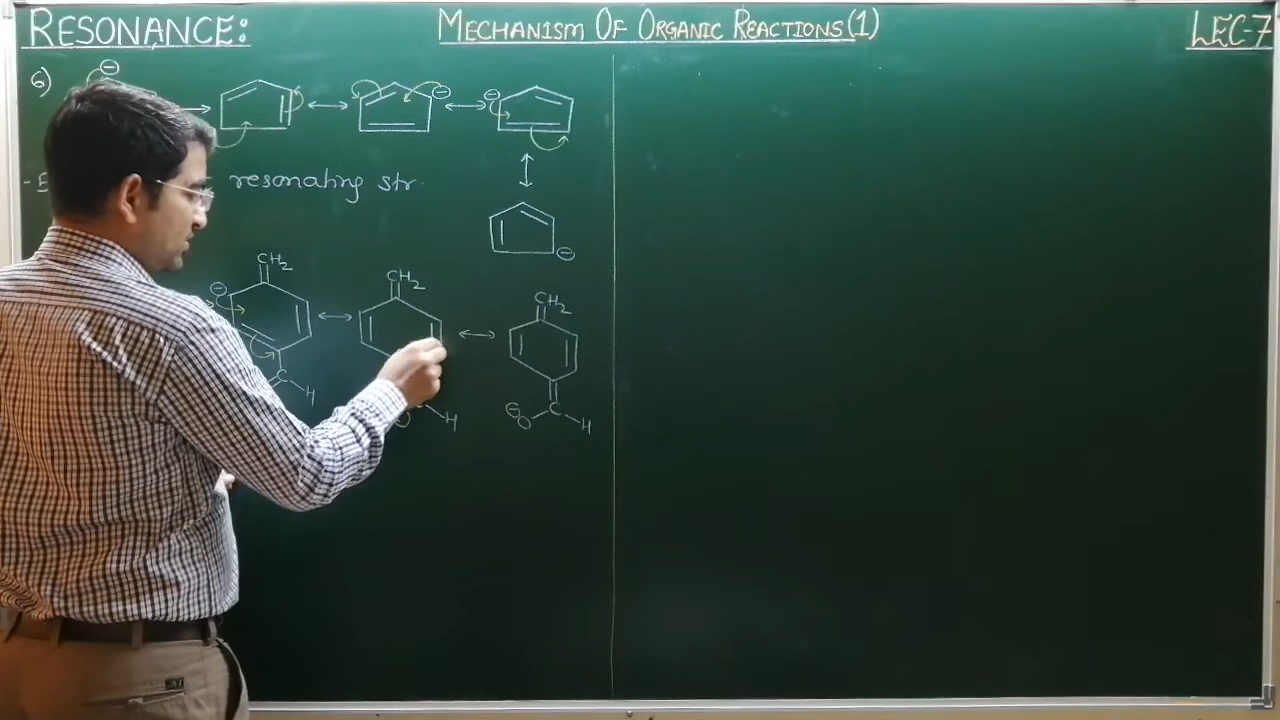 RESONANCE:
MECHANISM OF ORGANIC REACTIONS(1)
LEC-7
6)
⊖
⊖
⊖
resonating str.
⊖
CH2
CH2
CH2
⊖
C
H
H
⊖
O
C
H